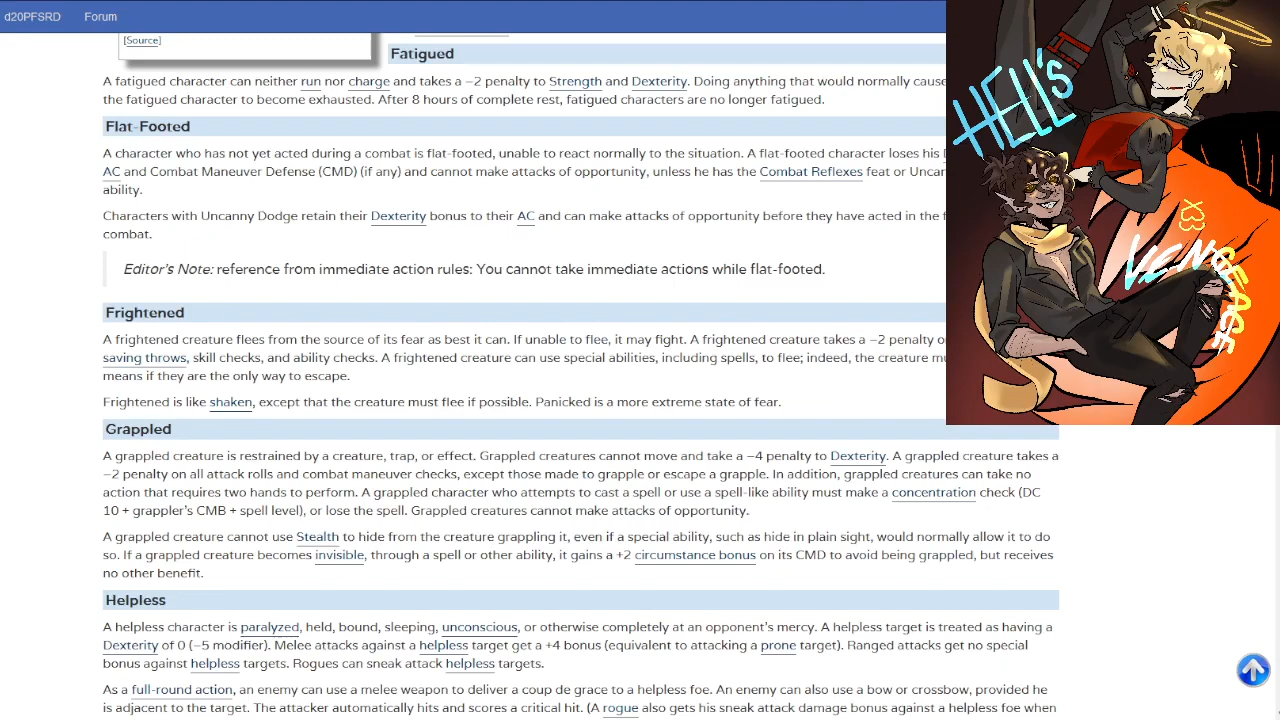 d20PFSRD Forum
[Source]
Fatigued
A fatigued character can neither run nor charge and takes a −2 penalty to Strength and Dexterity. Doing anything that would normally cause
the fatigued character to become exhausted. After 8 hours of complete rest, fatigued characters are no longer fatigued.
Flat-Footed
A character who has not yet acted during a combat is flat-footed, unable to react normally to the situation. A flat-footed character loses his
AC and Combat Maneuver Defense (CMD) (if any) and cannot make attacks of opportunity, unless he has the Combat Reflexes feat or Uncan
ability.
Characters with Uncanny Dodge retain their Dexterity bonus to their AC and can make attacks of opportunity before they have acted in the f
combat.
Editor's Note: reference from immediate action rules: You cannot take immediate actions while flat-footed.
Frightened
A frightened creature flees from the source of its fear as best it can. If unable to flee, it may fight. A frightened creature takes a −2 penalty o
saving throws, skill checks, and ability checks. A frightened creature can use special abilities, including spells, to flee; indeed, the creature mu
means if they are the only way to escape.
Frightened is like shaken, except that the creature must flee if possible. Panicked is a more extreme state of fear.
Grappled
A grappled creature is restrained by a creature, trap, or effect. Grappled creatures cannot move and take a −4 penalty to Dexterity. A grappled creature takes a
−2 penalty on all attack rolls and combat maneuver checks, except those made to grapple or escape a grapple. In addition, grappled creatures can take no
action that requires two hands to perform. A grappled character who attempts to cast a spell or use a spell-like ability must make a concentration check (DC
10 + grappler's CMB + spell level), or lose the spell. Grappled creatures cannot make attacks of opportunity.
A grappled creature cannot use Stealth to hide from the creature grappling it, even if a special ability, such as hide in plain sight, would normally allow it to do
so. If a grappled creature becomes invisible, through a spell or other ability, it gains a +2 circumstance bonus on its CMD to avoid being grappled, but receives
no other benefit.
Helpless
A helpless character is paralyzed, held, bound, sleeping, unconscious, or otherwise completely at an opponent's mercy. A helpless target is treated as having a
Dexterity of 0 (−5 modifier). Melee attacks against a helpless target get a +4 bonus (equivalent to attacking a prone target). Ranged attacks get no special
bonus against helpless targets. Rogues can sneak attack helpless targets.
As a full-round action, an enemy can use a melee weapon to deliver a coup de grace to a helpless foe. An enemy can also use a bow or crossbow, provided he
is adjacent to the target. The attacker automatically hits and scores a critical hit. (A rogue also gets his sneak attack damage bonus against a helpless foe when
HELL'S
VENGEACE